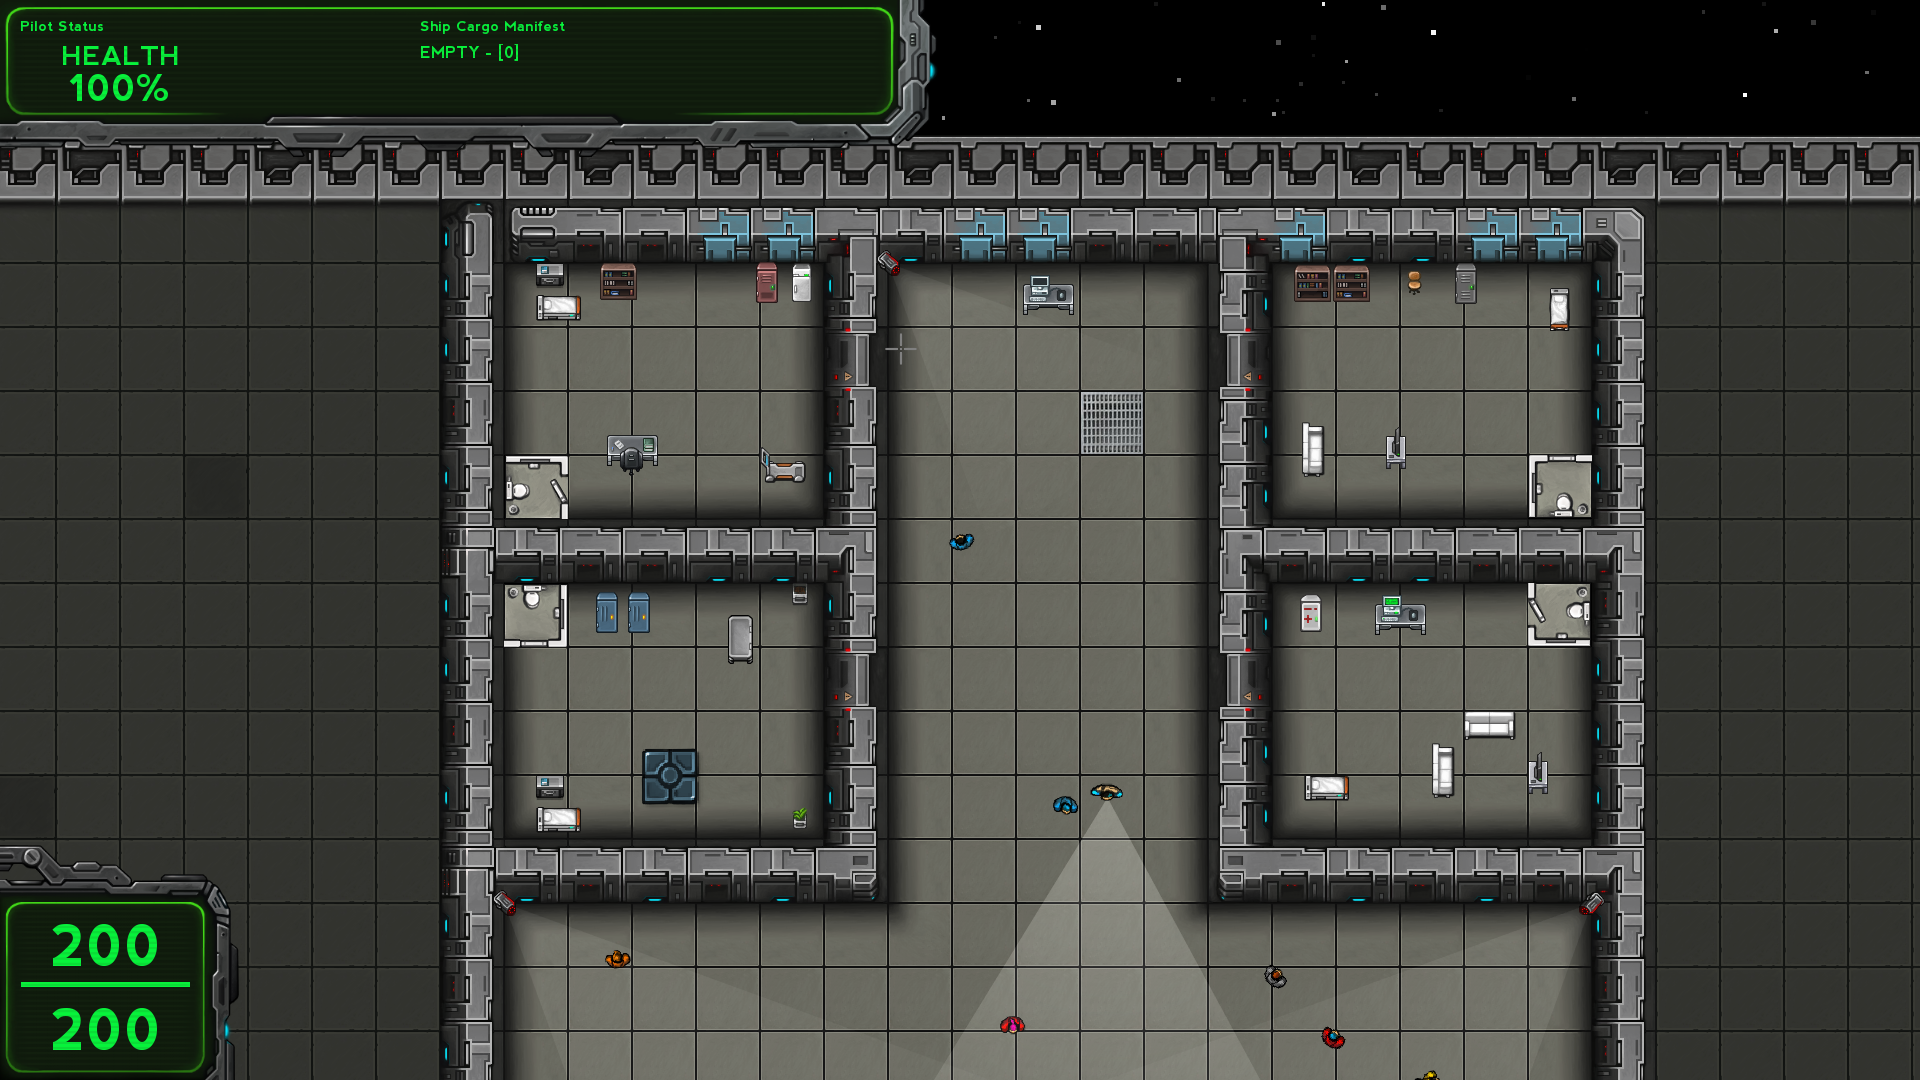 Pilot Status
HEALTH
100%
Ship Cargo Manifest
EMPTY - [0]
200
200